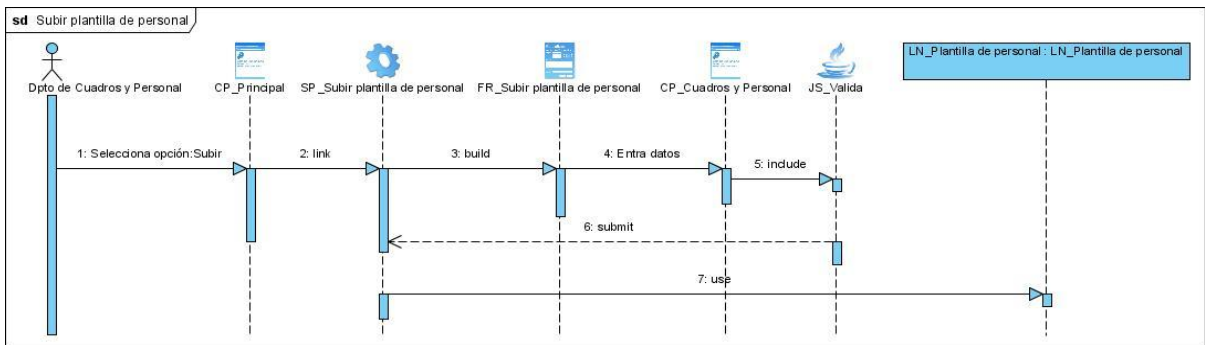 sd Subir plantilla de personal
LN_Plantilla de personal : LN_Plantilla de personal
Dpto de Cuadros y Personal
CP_Principal
SP_Subir plantilla de personal
FR_Subir plantilla de personal
CP_Cuadros y Personal
JS_Valida
1: Selecciona opción:Subir
2: link
3: build
4: Entra datos
5: include
6: submit
7: use